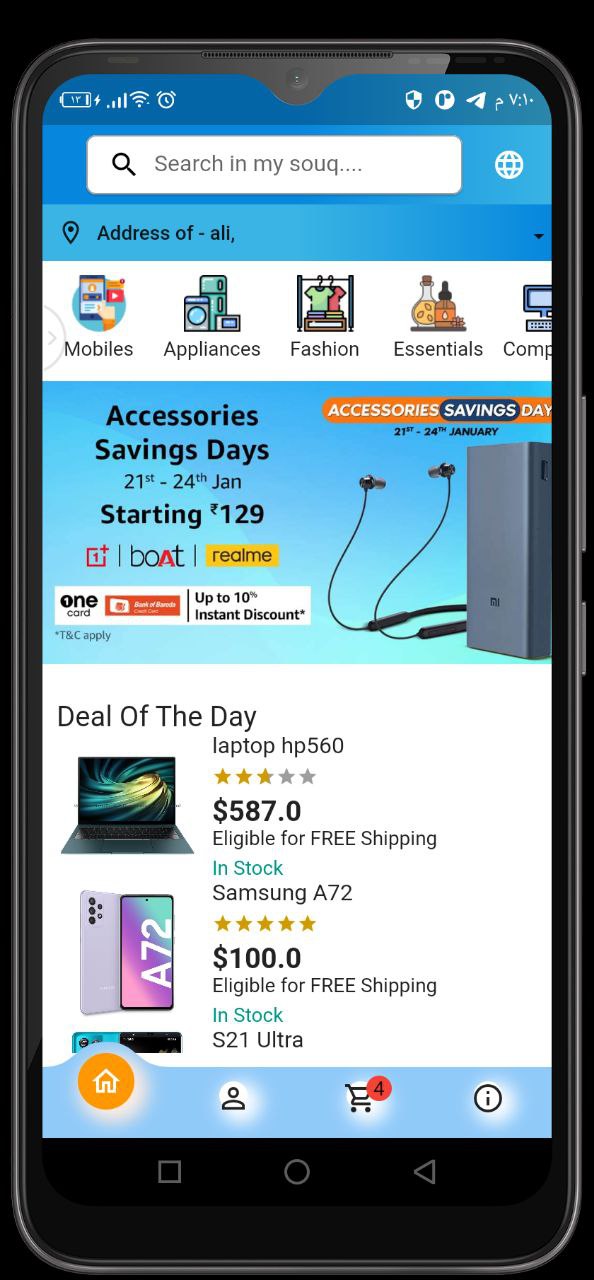 ١٣
٧:١٠ م
Search in my souq....
Address of - ali,
Mobiles
Appliances
Fashion
Essentials
Comp
Accessories
Savings Days
21st - 24th Jan
Starting ₹129
1+ | boAt | realme
one card
Bank of Baroda
Credit Card
Up to 10%
Instant Discount*
*T&C apply
ACCESSORIES SAVINGS DAY
21ST - 24TH JANUARY
MI
Deal Of The Day
laptop hp560
$587.0
Eligible for FREE Shipping
In Stock
Samsung A72
A72
$100.0
Eligible for FREE Shipping
In Stock
S21 Ultra
4